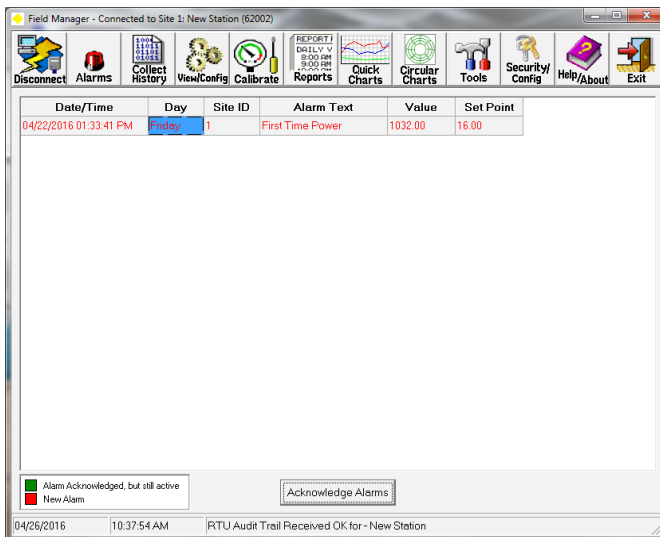 Field Manager - Connected to Site 1: New Station (62002)
Disconnect
Alarms
Collect History
View/Config
Calibrate
REPORT F
DAILY V
8:00 AM
9:00 AM
Reports
Quick Charts
Circular Charts
Tools
Security/ Config
Help/About
Exit
Date/Time Day Site ID Alarm Text Value Set Point
04/22/2016 01:33:41 PM Friday 1 First Time Power 1032.00 16.00
Alarm Acknowledged, but still active
New Alarm
Acknowledge Alarms
04/26/2016 10:37:54 AM RTU Audit Trail Received OK for - New Station